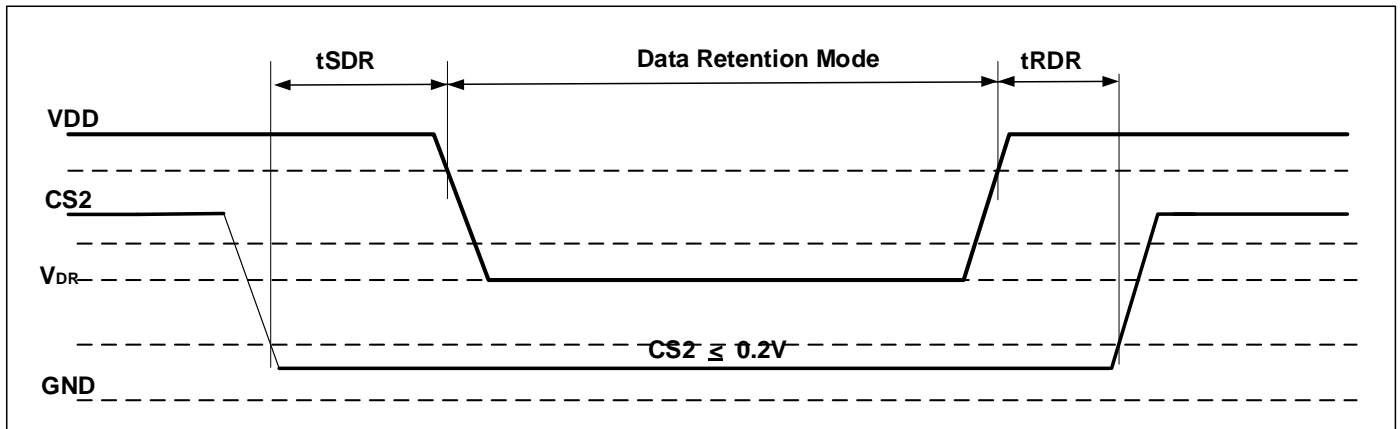 tSDR
Data Retention Mode
tRDR
VDD
CS2
VDR
CS2 ≤ 0.2V
GND